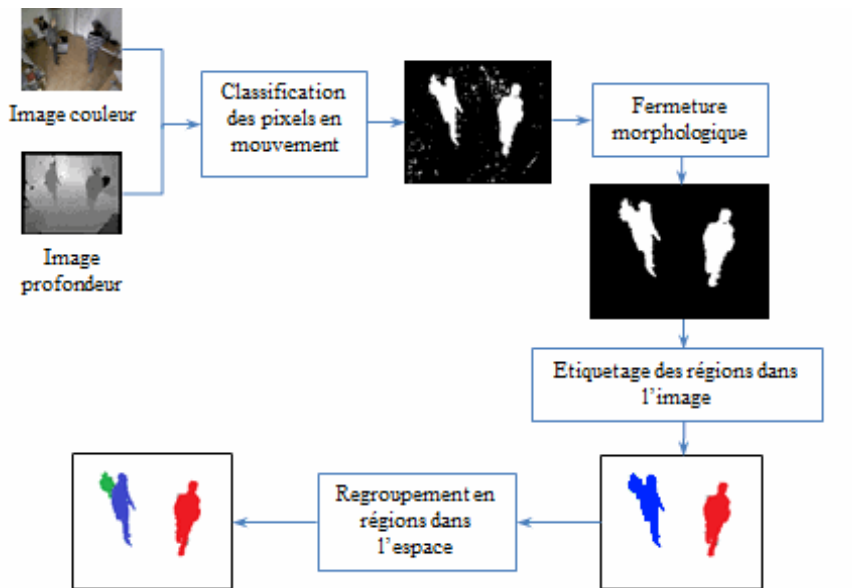 Image couleur
Image
profondeur
Classification
des pixels en
mouvement
Fermeture
morphologique
Etiquetage des régions dans
l’image
Regroupement en
régions dans
l’espace